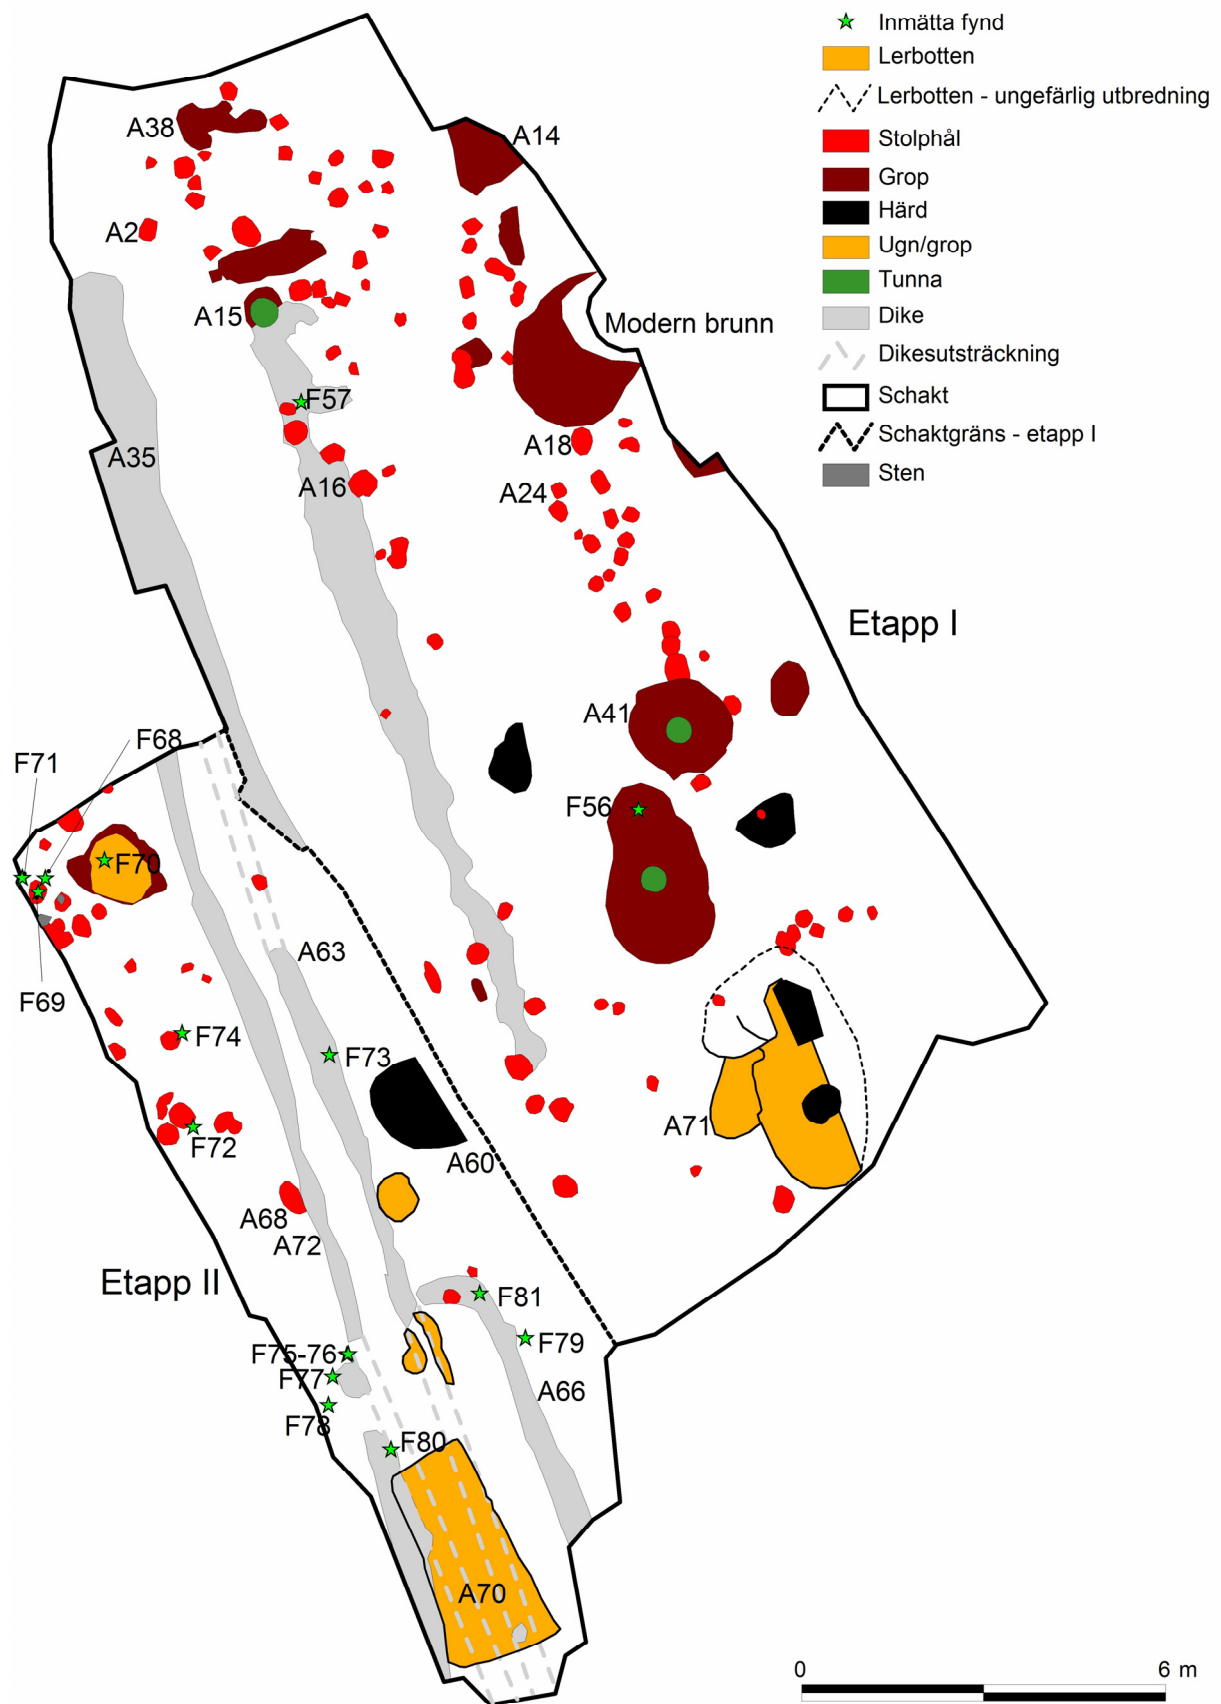 Inmätta fynd
Lerbotten
Lerbotten - ungefärlig utbredning
Stolphål
Grop
Härd
Ugn/grop
Tunna
Dike
Dikesutsträckning
Schakt
Schaktgräns - etapp I
Sten
A38
A14
A2
A15
Modern brunn
F57
A35
A18
A16
A24
Etapp I
A41
F68
F71
F56
F70
A63
F69
F74
F73
A71
F72
A60
A68
A72
Etapp II
F81
F79
F75-76
F77
A66
F78
F80
A70
0 6 m